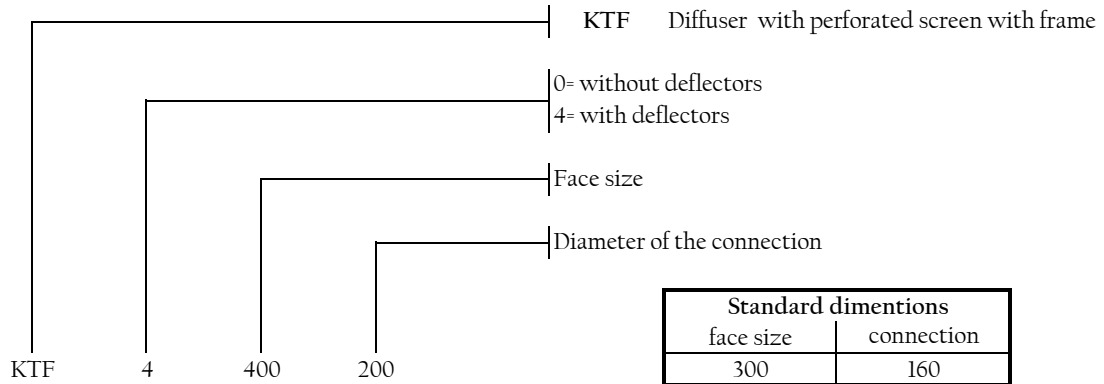 KTF Diffuser with perforated screen with frame
0= without deflectors
4= with deflectors
Face size
Diameter of the connection
Standard dimentions
face size connection
KTF 4 400 200
300 160